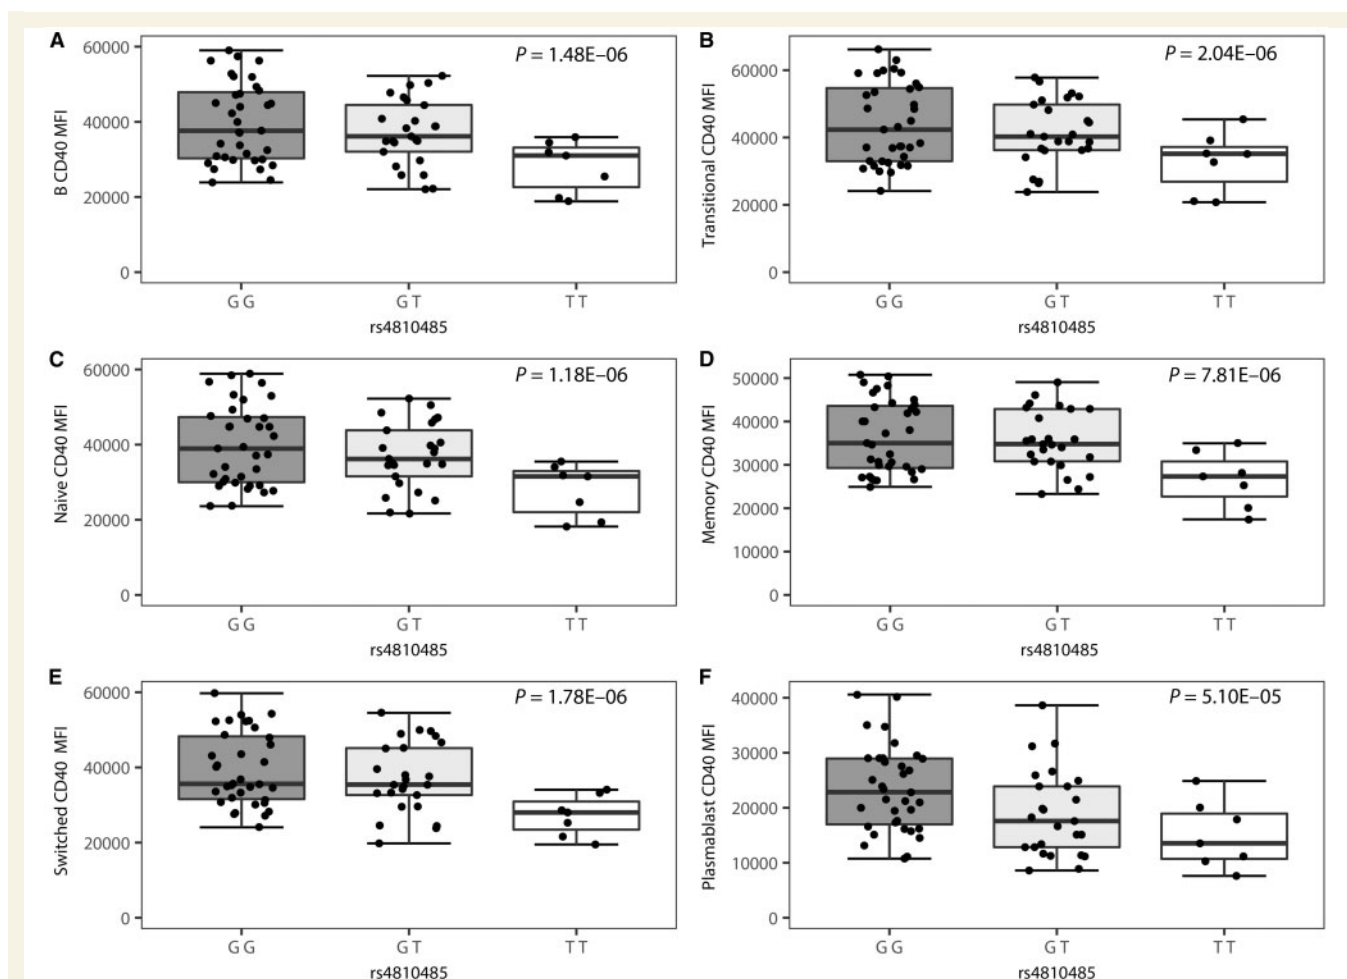 A
B CD40 MFI
60000
40000
20000
0
P = 1.48E–06
GG
GT
TT
rs4810485
B
Transitional CD40 MFI
60000
40000
20000
0
P = 2.04E–06
GG
GT
TT
rs4810485
C
Naive CD40 MFI
60000
40000
20000
0
P = 1.18E–06
GG
GT
TT
rs4810485
D
Memory CD40 MFI
50000
40000
30000
20000
10000
0
P = 7.81E–06
GG
GT
TT
rs4810485
E
Switched CD40 MFI
60000
40000
20000
0
P = 1.78E–06
GG
GT
TT
rs4810485
F
Plasmablast CD40 MFI
40000
30000
20000
10000
0
P = 5.10E–05
GG
GT
TT
rs4810485